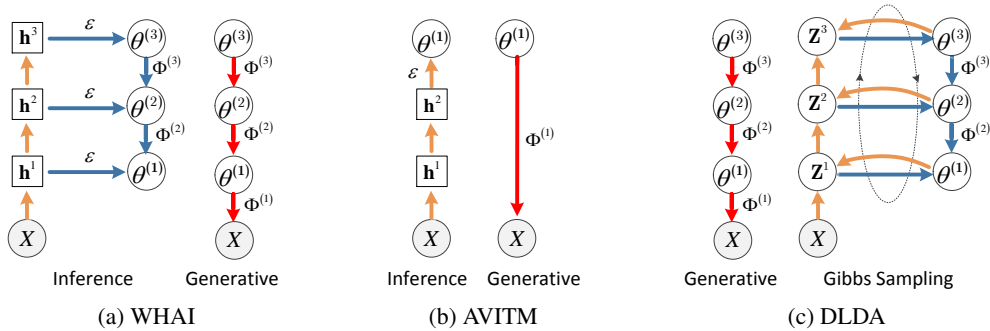 h³ ε θ⁽³⁾ θ⁽³⁾
Φ⁽³⁾ Φ⁽³⁾
h² ε θ⁽²⁾ θ⁽²⁾
Φ⁽²⁾ Φ⁽²⁾
h¹ ε θ⁽¹⁾ θ⁽¹⁾
Φ⁽¹⁾
X X
Inference Generative
(a) WHAI
θ⁽¹⁾ θ⁽¹⁾
ε
h²
Φ⁽¹⁾
h¹
X X
Inference Generative
(b) AVITM
θ⁽³⁾ Z³ θ⁽³⁾
Φ⁽³⁾ Φ⁽³⁾
θ⁽²⁾ Z² θ⁽²⁾
Φ⁽²⁾ Φ⁽²⁾
θ⁽¹⁾ Z¹ θ⁽¹⁾
Φ⁽¹⁾
X X
Generative Gibbs Sampling
(c) DLDA